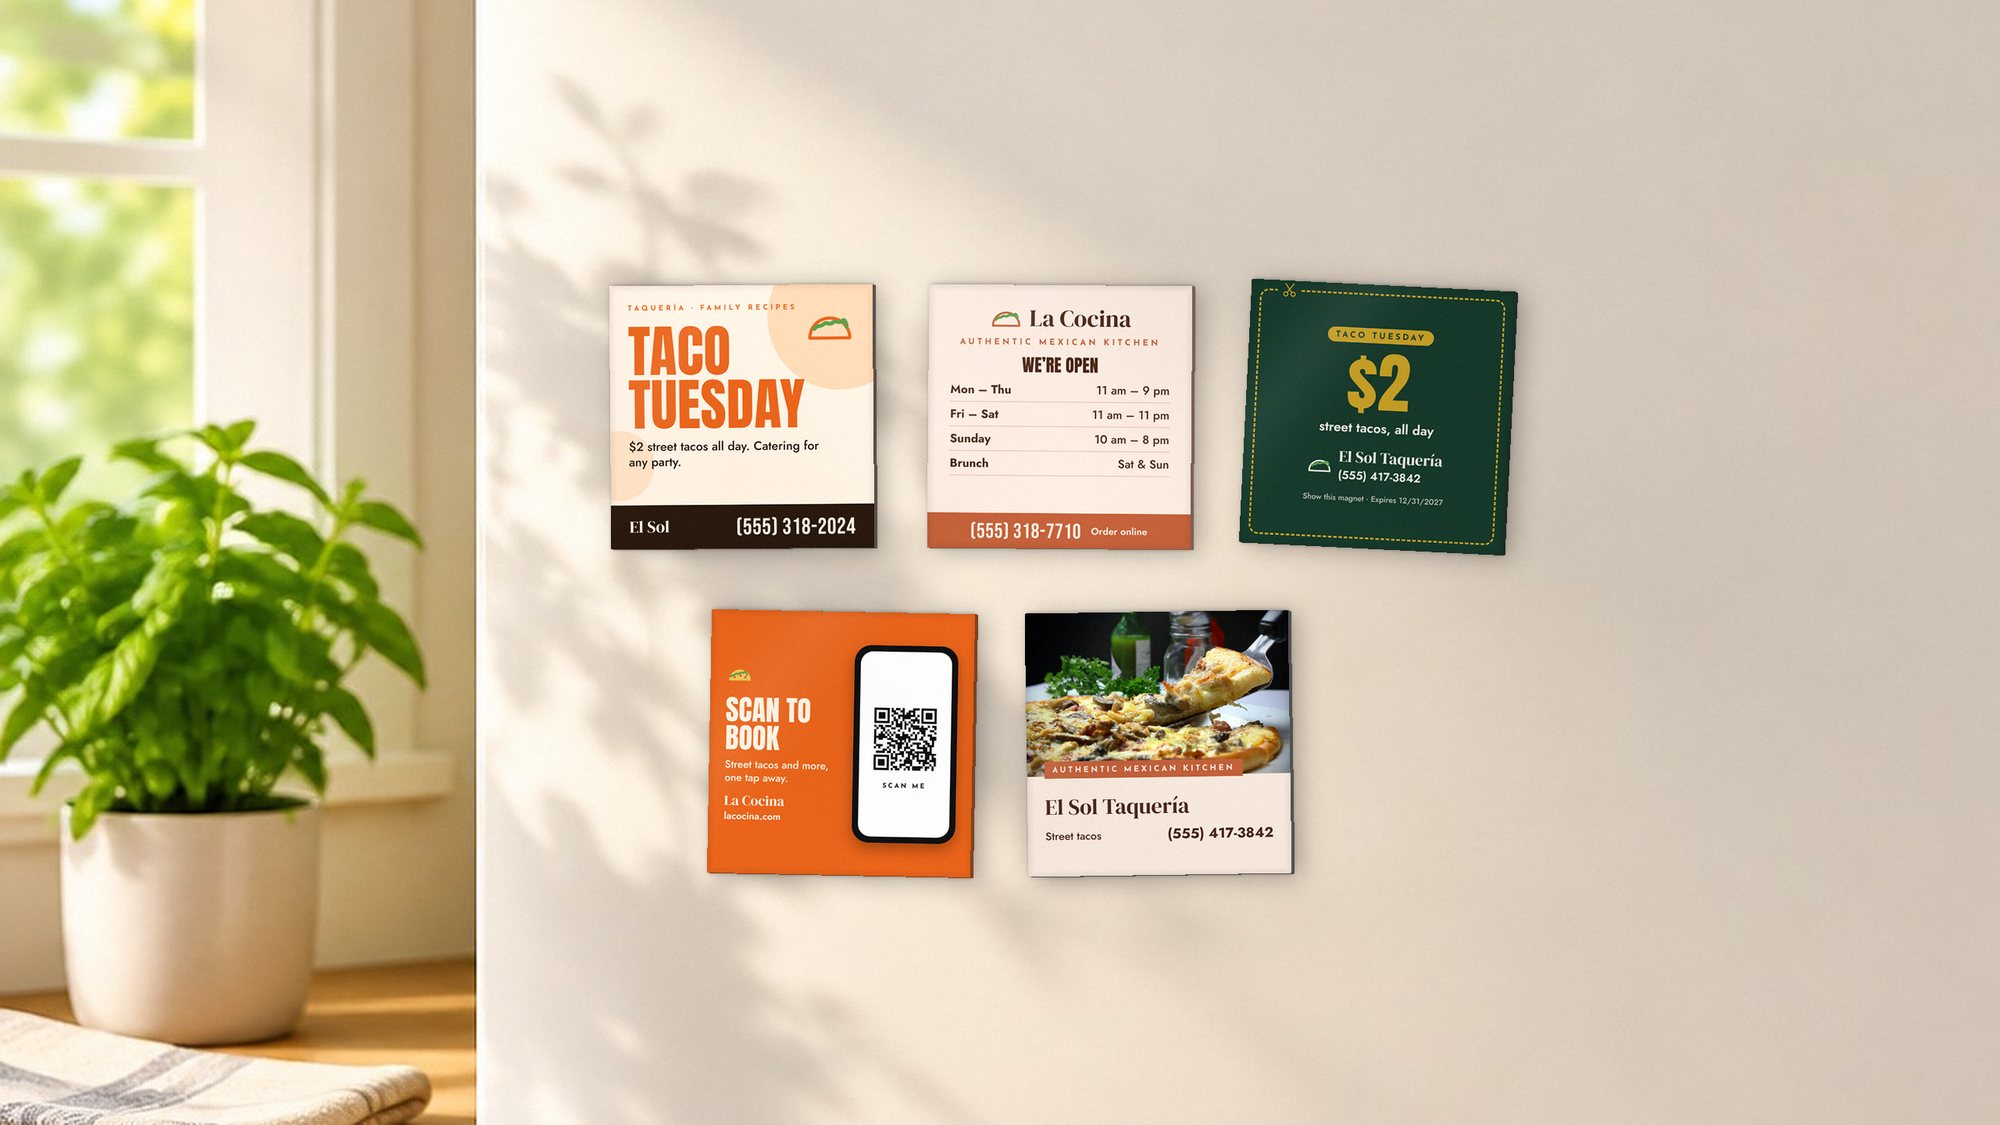 TAQUERÍA · FAMILY RECIPES
TACO
TUESDAY
$2 street tacos all day. Catering for
any party.
El Sol (555) 318-2024
La Cocina
AUTHENTIC MEXICAN KITCHEN
WE'RE OPEN
Mon – Thu 11 am – 9 pm
Fri – Sat 11 am – 11 pm
Sunday 10 am – 8 pm
Brunch Sat & Sun
(555) 318-7710 Order online
TACO TUESDAY
$2
street tacos, all day
El Sol Taquería
(555) 417-3842
Show this magnet · Expires 12/31/2027
SCAN TO
BOOK
Street tacos and more,
one tap away.
La Cocina
lacocina.com
SCAN ME
AUTHENTIC MEXICAN KITCHEN
El Sol Taquería
Street tacos (555) 417-3842